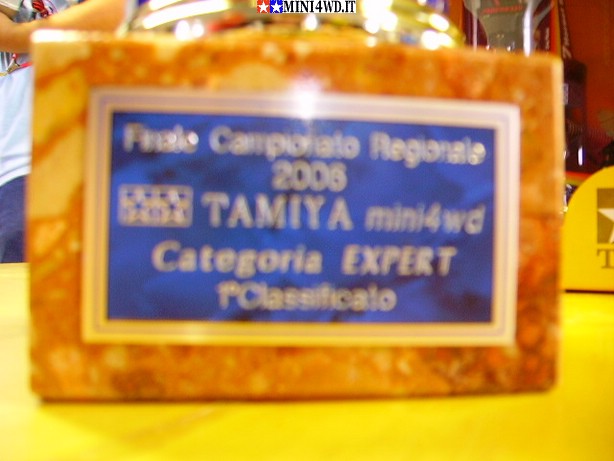 MINI4WD.IT
Finale Campionato Regionale
2006
TAMIYA mini4wd
Categoria EXPERT
1°Classificato